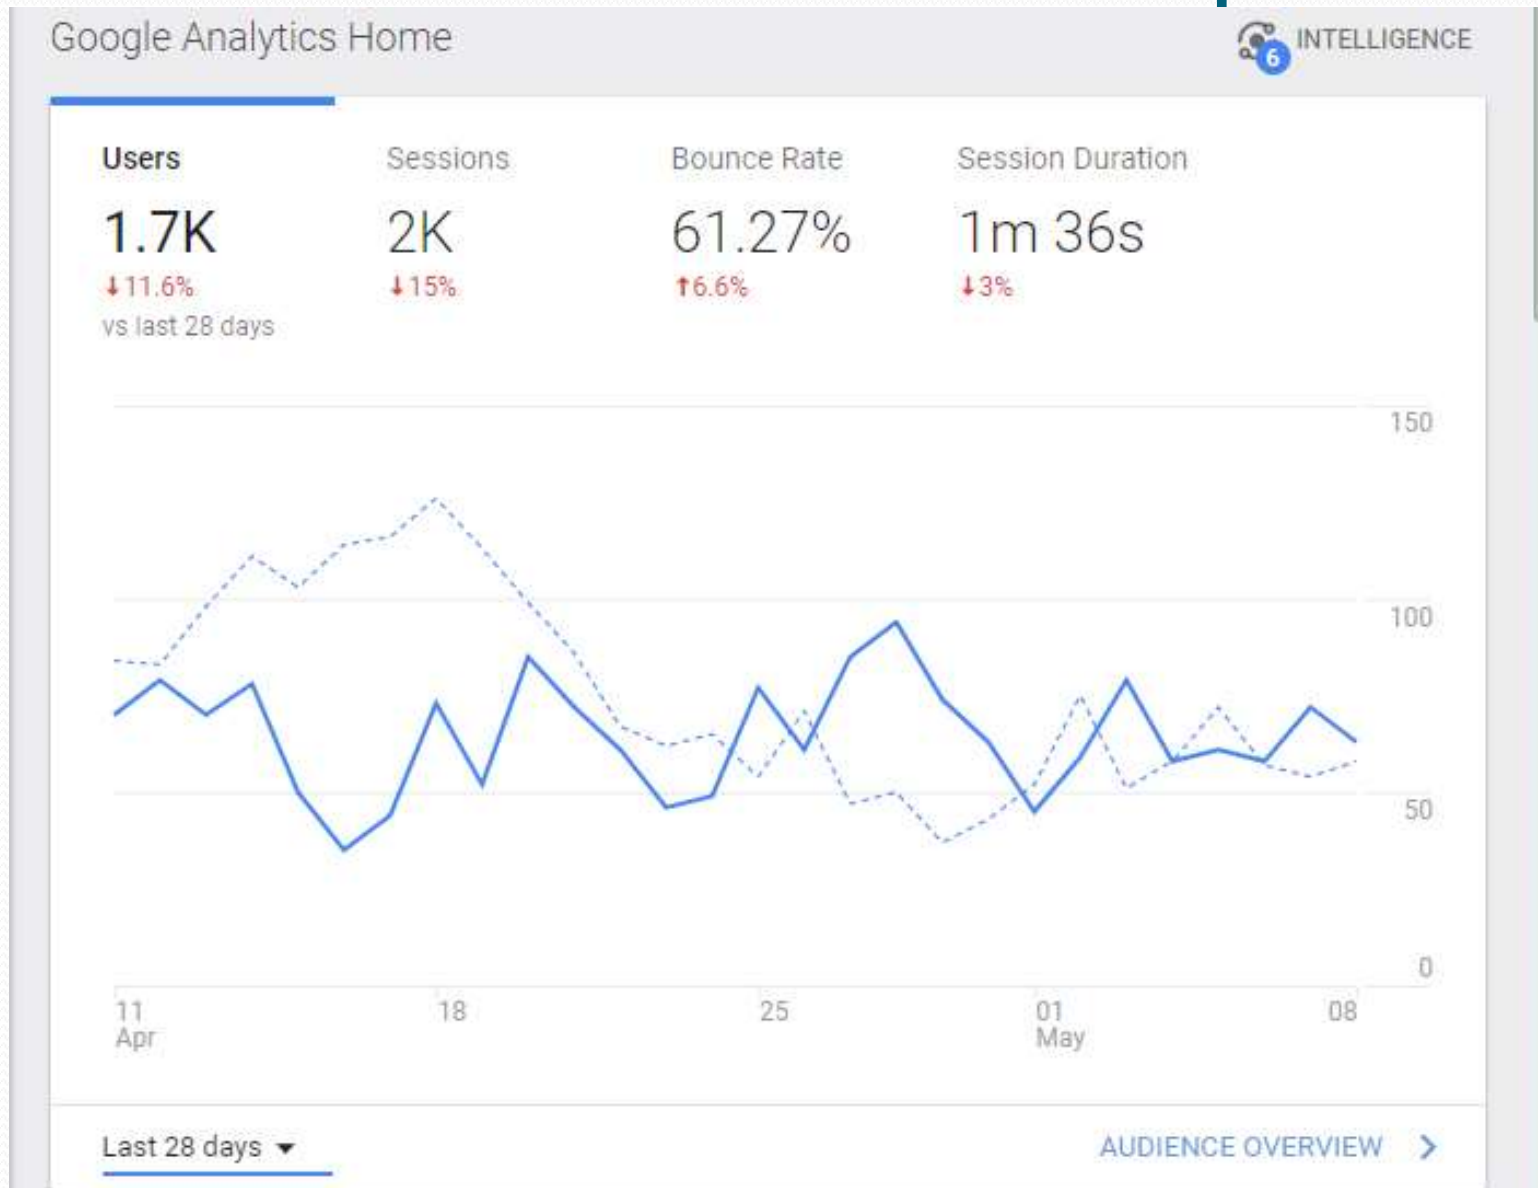 Google Analytics Home
6 INTELLIGENCE
Users Sessions Bounce Rate Session Duration
1.7K 2K 61.27% 1m 36s
↓11.6% ↓15% ↑6.6% ↓3%
vs last 28 days
150
100
50
0
11 18 25 01 08
Apr May
Last 28 days AUDIENCE OVERVIEW